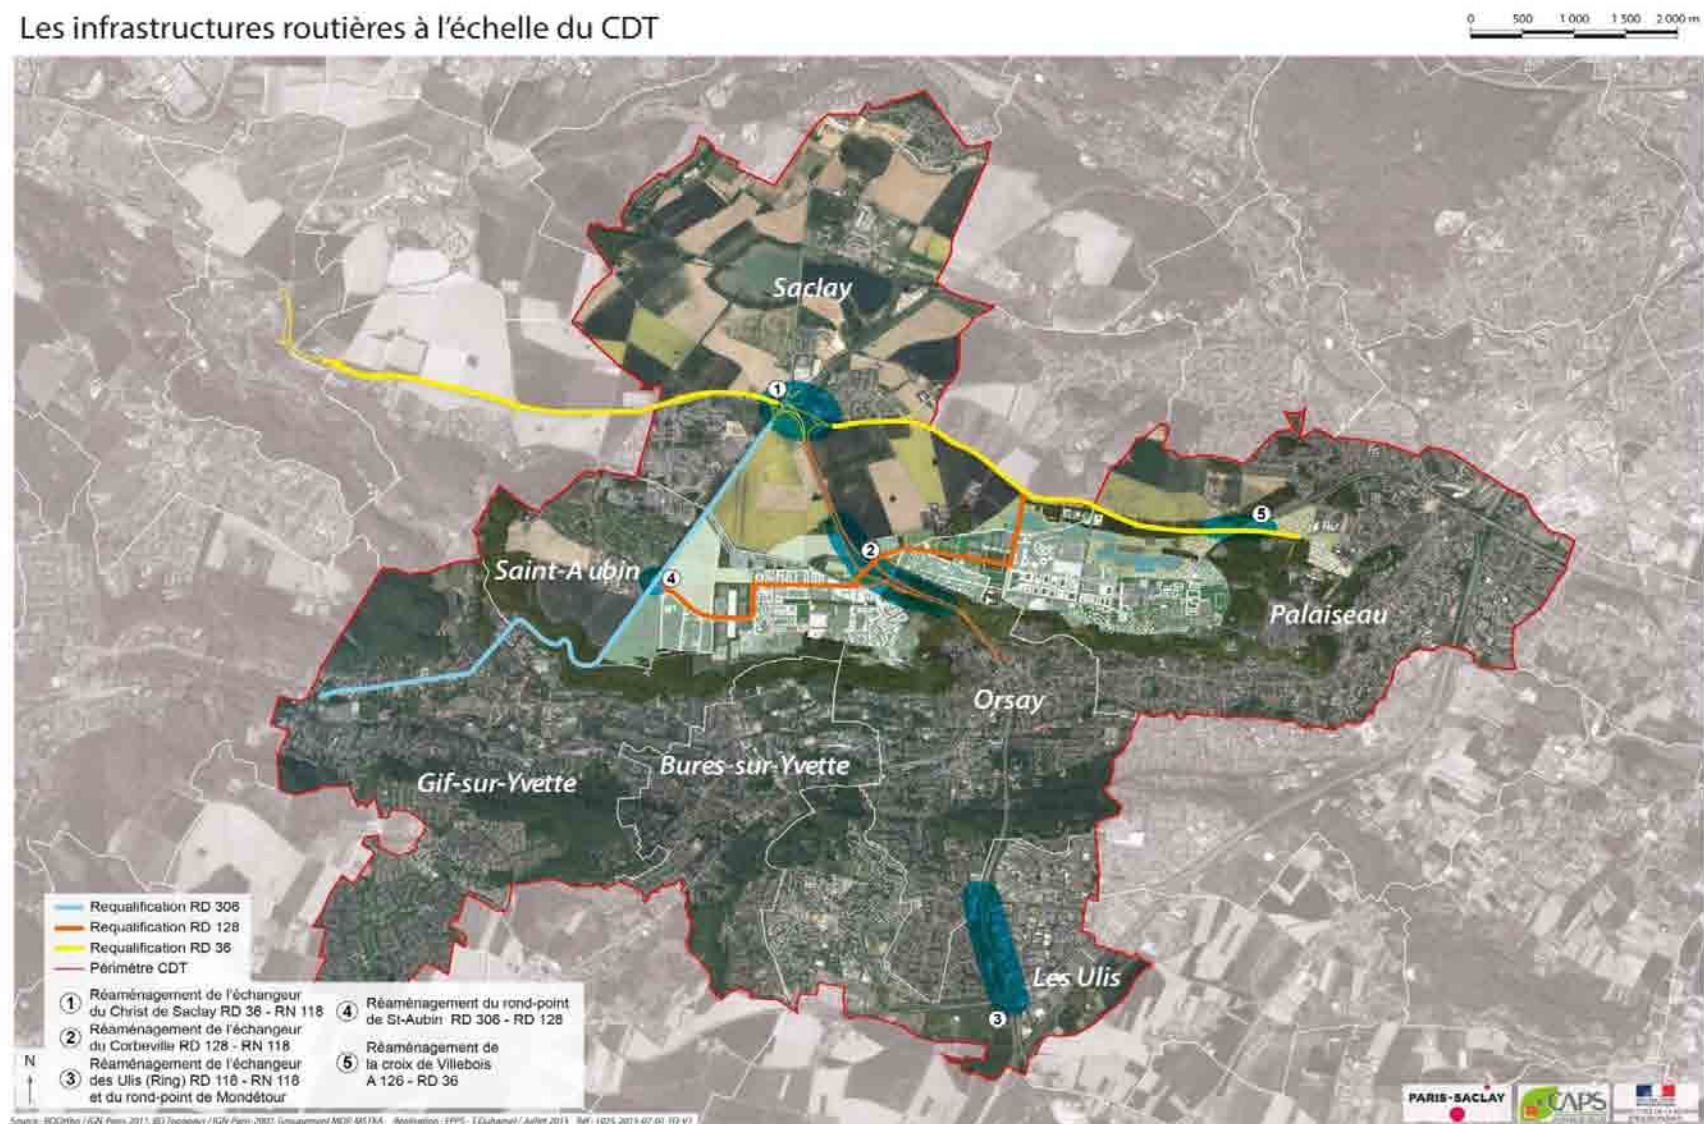 Les infrastructures routières à l'échelle du CDT
0 500 1 000 1 500 2 000 m
Saclay
1
5
2
Saint-Aubin
4
Palaiseau
Orsay
Bures-sur-Yvette
Gif-sur-Yvette
Les Ulis
3
Requalification RD 306
Requalification RD 128
Requalification RD 36
Périmètre CDT
1 Réaménagement de l'échangeur
du Christ de Saclay RD 36 - RN 118
2 Réaménagement de l'échangeur
du Corbeville RD 128 - RN 118
3 Réaménagement de l'échangeur
des Ulis (Ring) RD 118 - RN 118
et du rond-point de Mondétour
4 Réaménagement du rond-point
de St-Aubin RD 306 - RD 128
5 Réaménagement de
la croix de Villebois
A 126 - RD 36
N
PARIS-SACLAY
CAPS